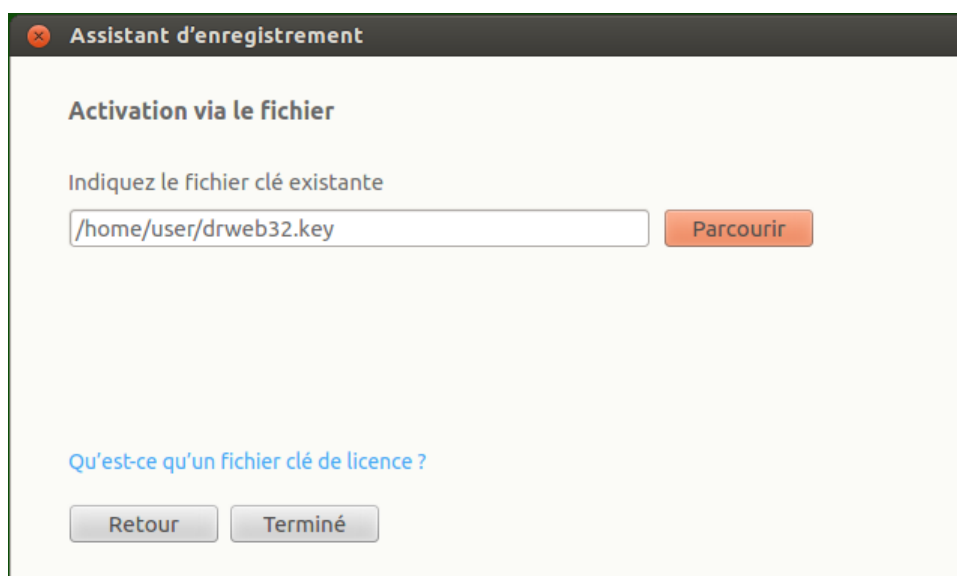 Assistant d’enregistrement
Activation via le fichier
Indiquez le fichier clé existante
/home/user/drweb32.key
Parcourir
Qu’est-ce qu’un fichier clé de licence ?
Retour
Terminé